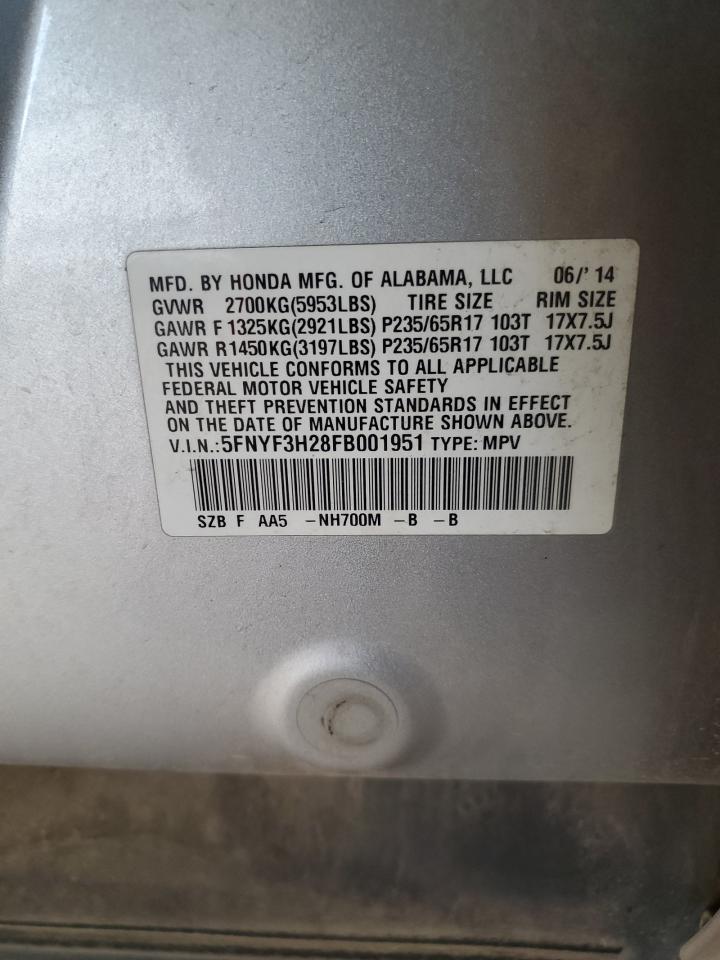 MFD. BY HONDA MFG. OF ALABAMA, LLC 06/'14
GVWR 2700KG(5953LBS) TIRE SIZE RIM SIZE
GAWR F 1325KG(2921LBS) P235/65R17 103T 17X7.5J
GAWR R1450KG(3197LBS) P235/65R17 103T 17X7.5J
THIS VEHICLE CONFORMS TO ALL APPLICABLE
FEDERAL MOTOR VEHICLE SAFETY
AND THEFT PREVENTION STANDARDS IN EFFECT
ON THE DATE OF MANUFACTURE SHOWN ABOVE.
V.I.N.:5FNYF3H28FB001951 TYPE: MPV
SZB F AA5 -NH700M -B -B